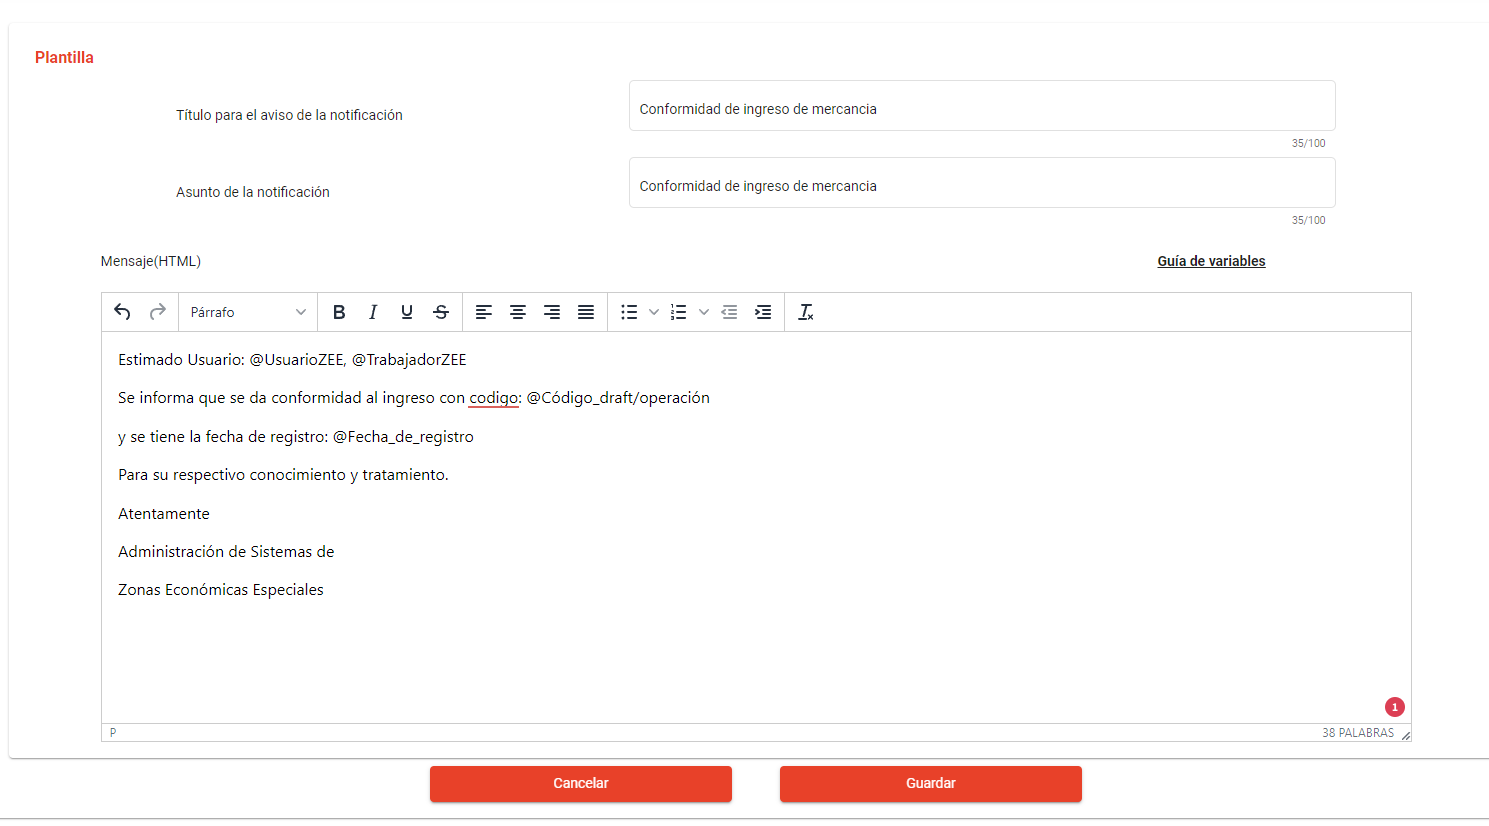 Plantilla
Título para el aviso de la notificación
Conformidad de ingreso de mercancia
35/100
Asunto de la notificación
Conformidad de ingreso de mercancia
35/100
Mensaje(HTML)
Guía de variables
Párrafo
Estimado Usuario: @UsuarioZEE, @TrabajadorZEE
Se informa que se da conformidad al ingreso con codigo: @Código_draft/operación
y se tiene la fecha de registro: @Fecha_de_registro
Para su respectivo conocimiento y tratamiento.
Atentamente
Administración de Sistemas de
Zonas Económicas Especiales
1
P
38 PALABRAS
Cancelar
Guardar